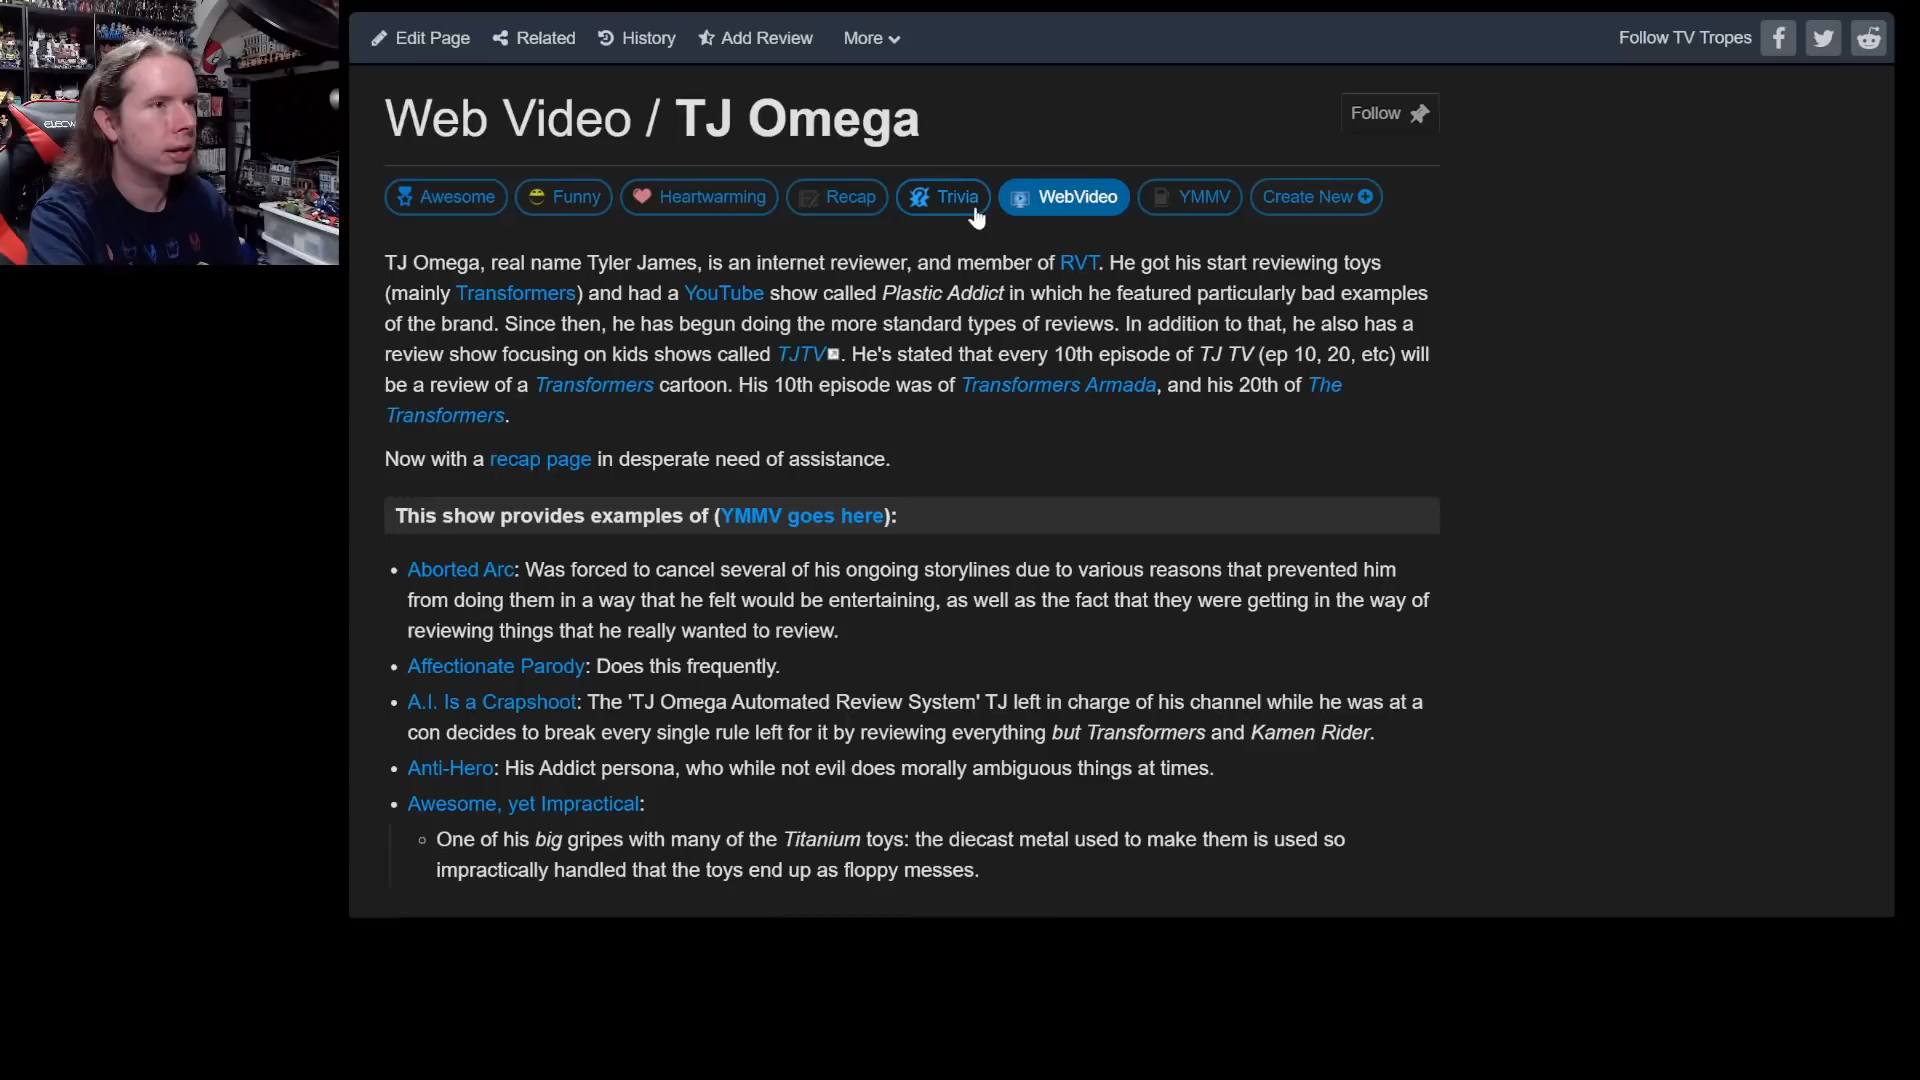 Edit Page Related History Add Review More Follow TV Tropes
Web Video / TJ Omega
Follow
Awesome Funny Heartwarming Recap Trivia WebVideo YMMV Create New
TJ Omega, real name Tyler James, is an internet reviewer, and member of RVT. He got his start reviewing toys
(mainly Transformers) and had a YouTube show called Plastic Addict in which he featured particularly bad examples
of the brand. Since then, he has begun doing the more standard types of reviews. In addition to that, he also has a
review show focusing on kids shows called TJTV. He's stated that every 10th episode of TJ TV (ep 10, 20, etc) will
be a review of a Transformers cartoon. His 10th episode was of Transformers Armada, and his 20th of The
Transformers.
Now with a recap page in desperate need of assistance.
This show provides examples of (YMMV goes here):
• Aborted Arc: Was forced to cancel several of his ongoing storylines due to various reasons that prevented him
from doing them in a way that he felt would be entertaining, as well as the fact that they were getting in the way of
reviewing things that he really wanted to review.
• Affectionate Parody: Does this frequently.
• A.I. Is a Crapshoot: The 'TJ Omega Automated Review System' TJ left in charge of his channel while he was at a
con decides to break every single rule left for it by reviewing everything but Transformers and Kamen Rider.
• Anti-Hero: His Addict persona, who while not evil does morally ambiguous things at times.
• Awesome, yet Impractical:
◦ One of his big gripes with many of the Titanium toys: the diecast metal used to make them is used so
impractically handled that the toys end up as floppy messes.